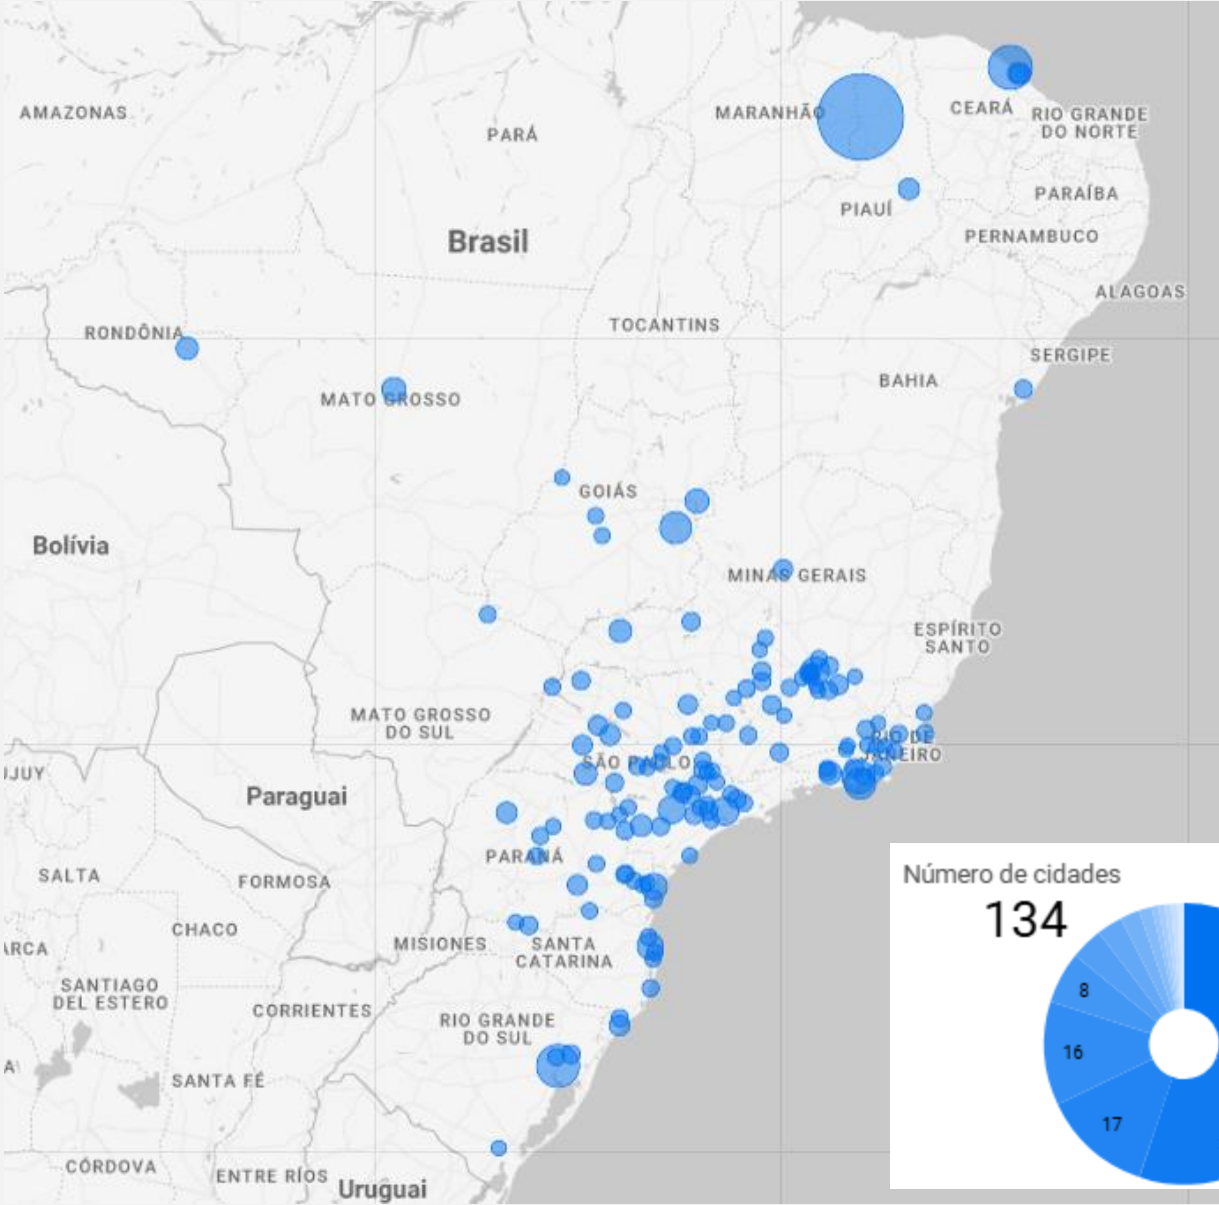 AMAZONAS
PARÁ
MARANHÃO
CEARÁ
RIO GRANDE
DO NORTE
PARAÍBA
PIAUÍ
PERNAMBUCO
Brasil
ALAGOAS
TOCANTINS
RONDÔNIA
SERGIPE
BAHIA
MATO GROSSO
GOIÁS
Bolívia
MINAS GERAIS
ESPÍRITO
SANTO
MATO GROSSO
DO SUL
RIO DE
JANEIRO
SÃO PAULO
UJUY
Paraguai
PARANÁ
SALTA
FORMOSA
Número de cidades
134
CHACO
MISIONES
SANTA
CATARINA
ARCA
SANTIAGO
DEL ESTERO
CORRIENTES
RIO GRANDE
DO SUL
8
16
17
SANTA FÉ
CÓRDOVA
ENTRE RÍOS
Uruguai